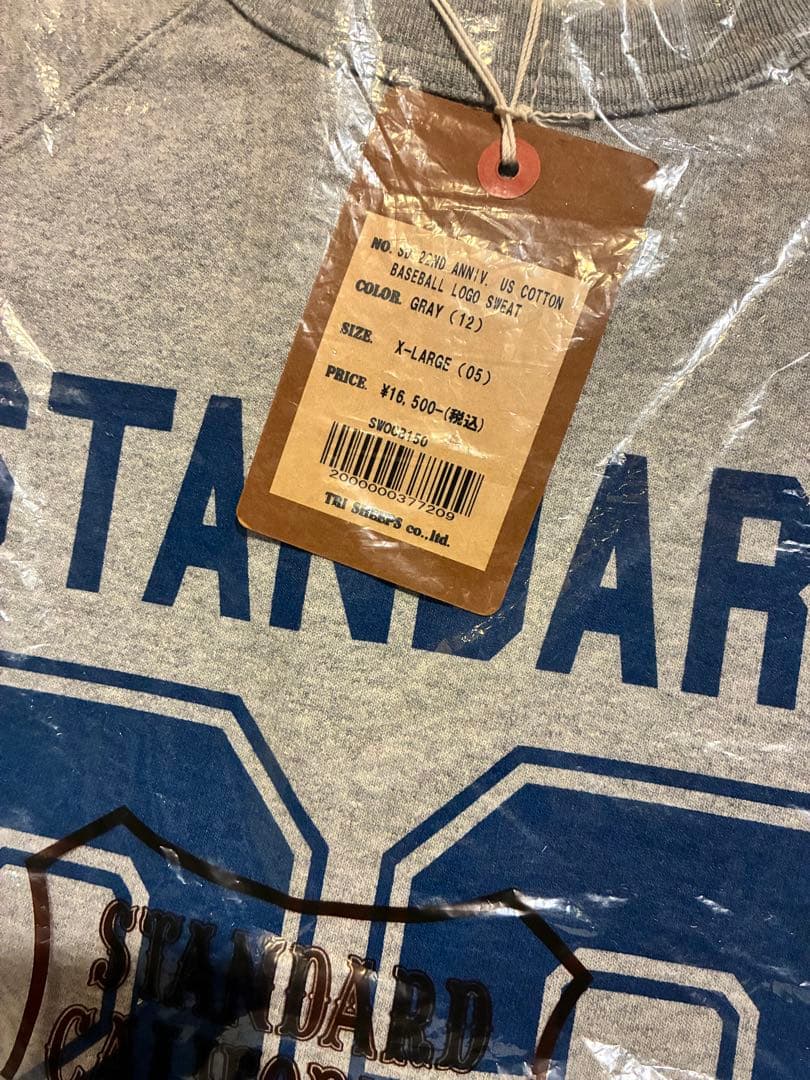 NO. SD 22ND ANNIV. US COTTON
BASEBALL LOGO SWEAT
COLOR. GRAY (12)
SIZE. X-LARGE (05)
PRICE. ¥16,500-(税込)
SWOCB150
2000000377209
TRI SHEEPS co.,ltd.
STANDAR
STANDARD